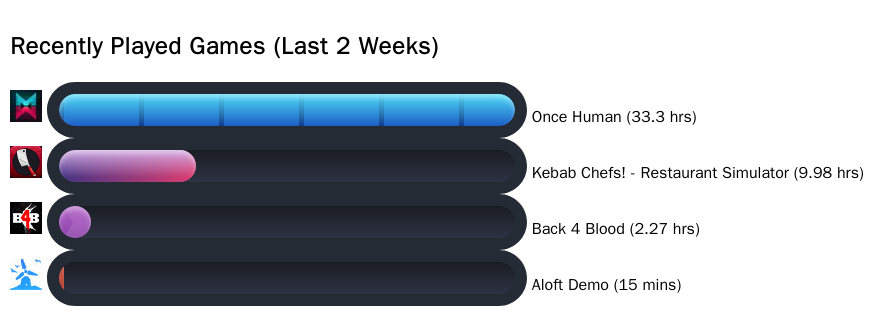 Recently Played Games (Last 2 Weeks)
Once Human (33.3 hrs)
Kebab Chefs! - Restaurant Simulator (9.98 hrs)
B4B
Back 4 Blood (2.27 hrs)
Aloft Demo (15 mins)